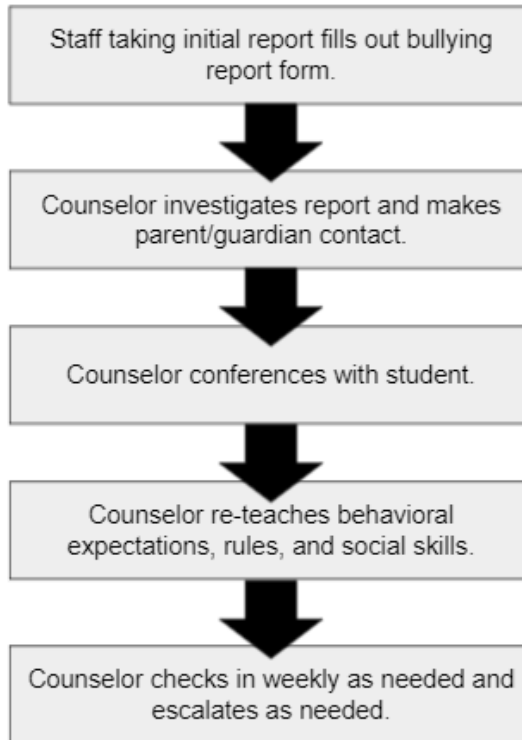 Staff taking initial report fills out bullying
report form.
Counselor investigates report and makes
parent/guardian contact.
Counselor conferences with student.
Counselor re-teaches behavioral
expectations, rules, and social skills.
Counselor checks in weekly as needed and
escalates as needed.